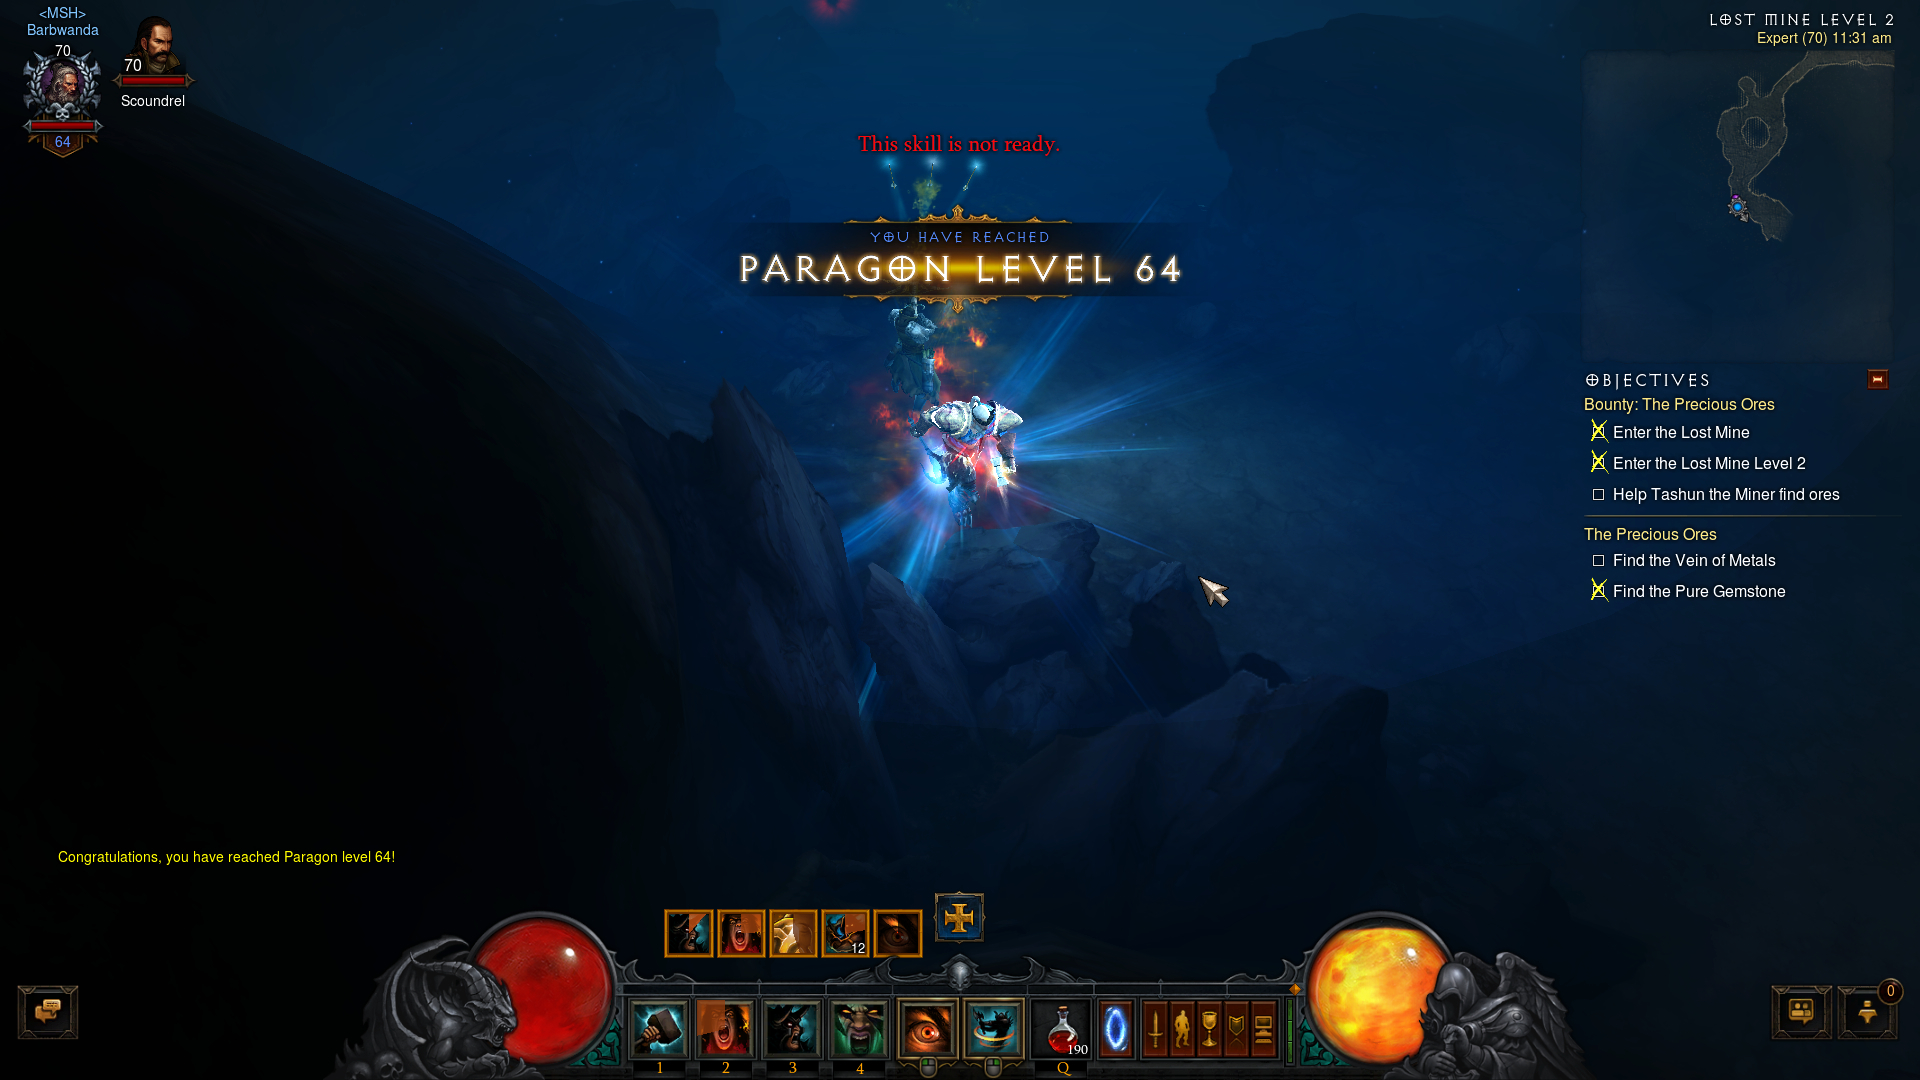 <MSH>
Barbwanda
70
70
Scoundrel
64
LOST MINE LEVEL 2
Expert (70) 11:31 am
This skill is not ready.
YOU HAVE REACHED
PARAGON LEVEL 64
OBJECTIVES
Bounty: The Precious Ores
Enter the Lost Mine
Enter the Lost Mine Level 2
Help Tashun the Miner find ores
The Precious Ores
Find the Vein of Metals
Find the Pure Gemstone
Congratulations, you have reached Paragon level 64!
12
190
0
1 2 3 4 Q